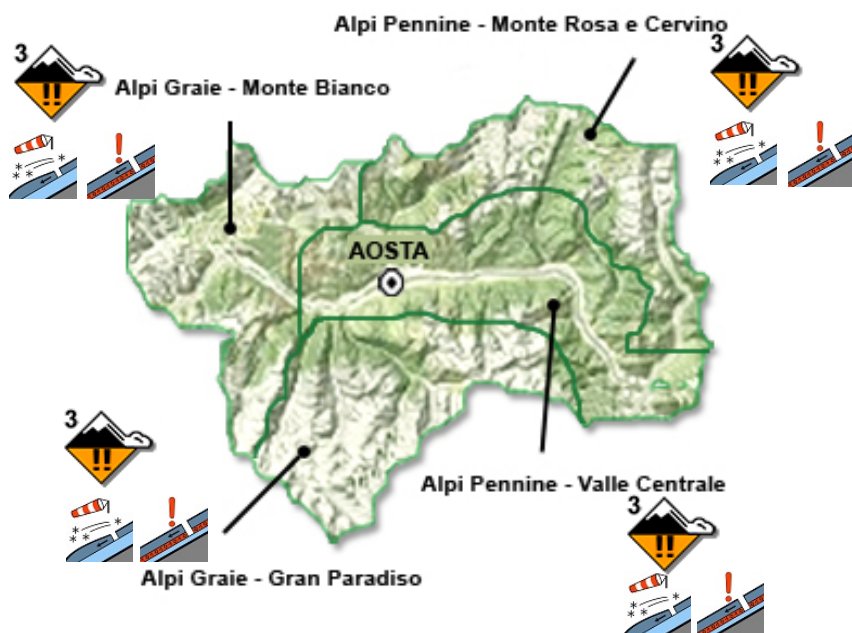 Alpi Pennine - Monte Rosa e Cervino
3
!!
3
!!
Alpi Graie - Monte Bianco
!
!
AOSTA
3
!!
Alpi Pennine - Valle Centrale
3
!!
!
Alpi Graie - Gran Paradiso
!